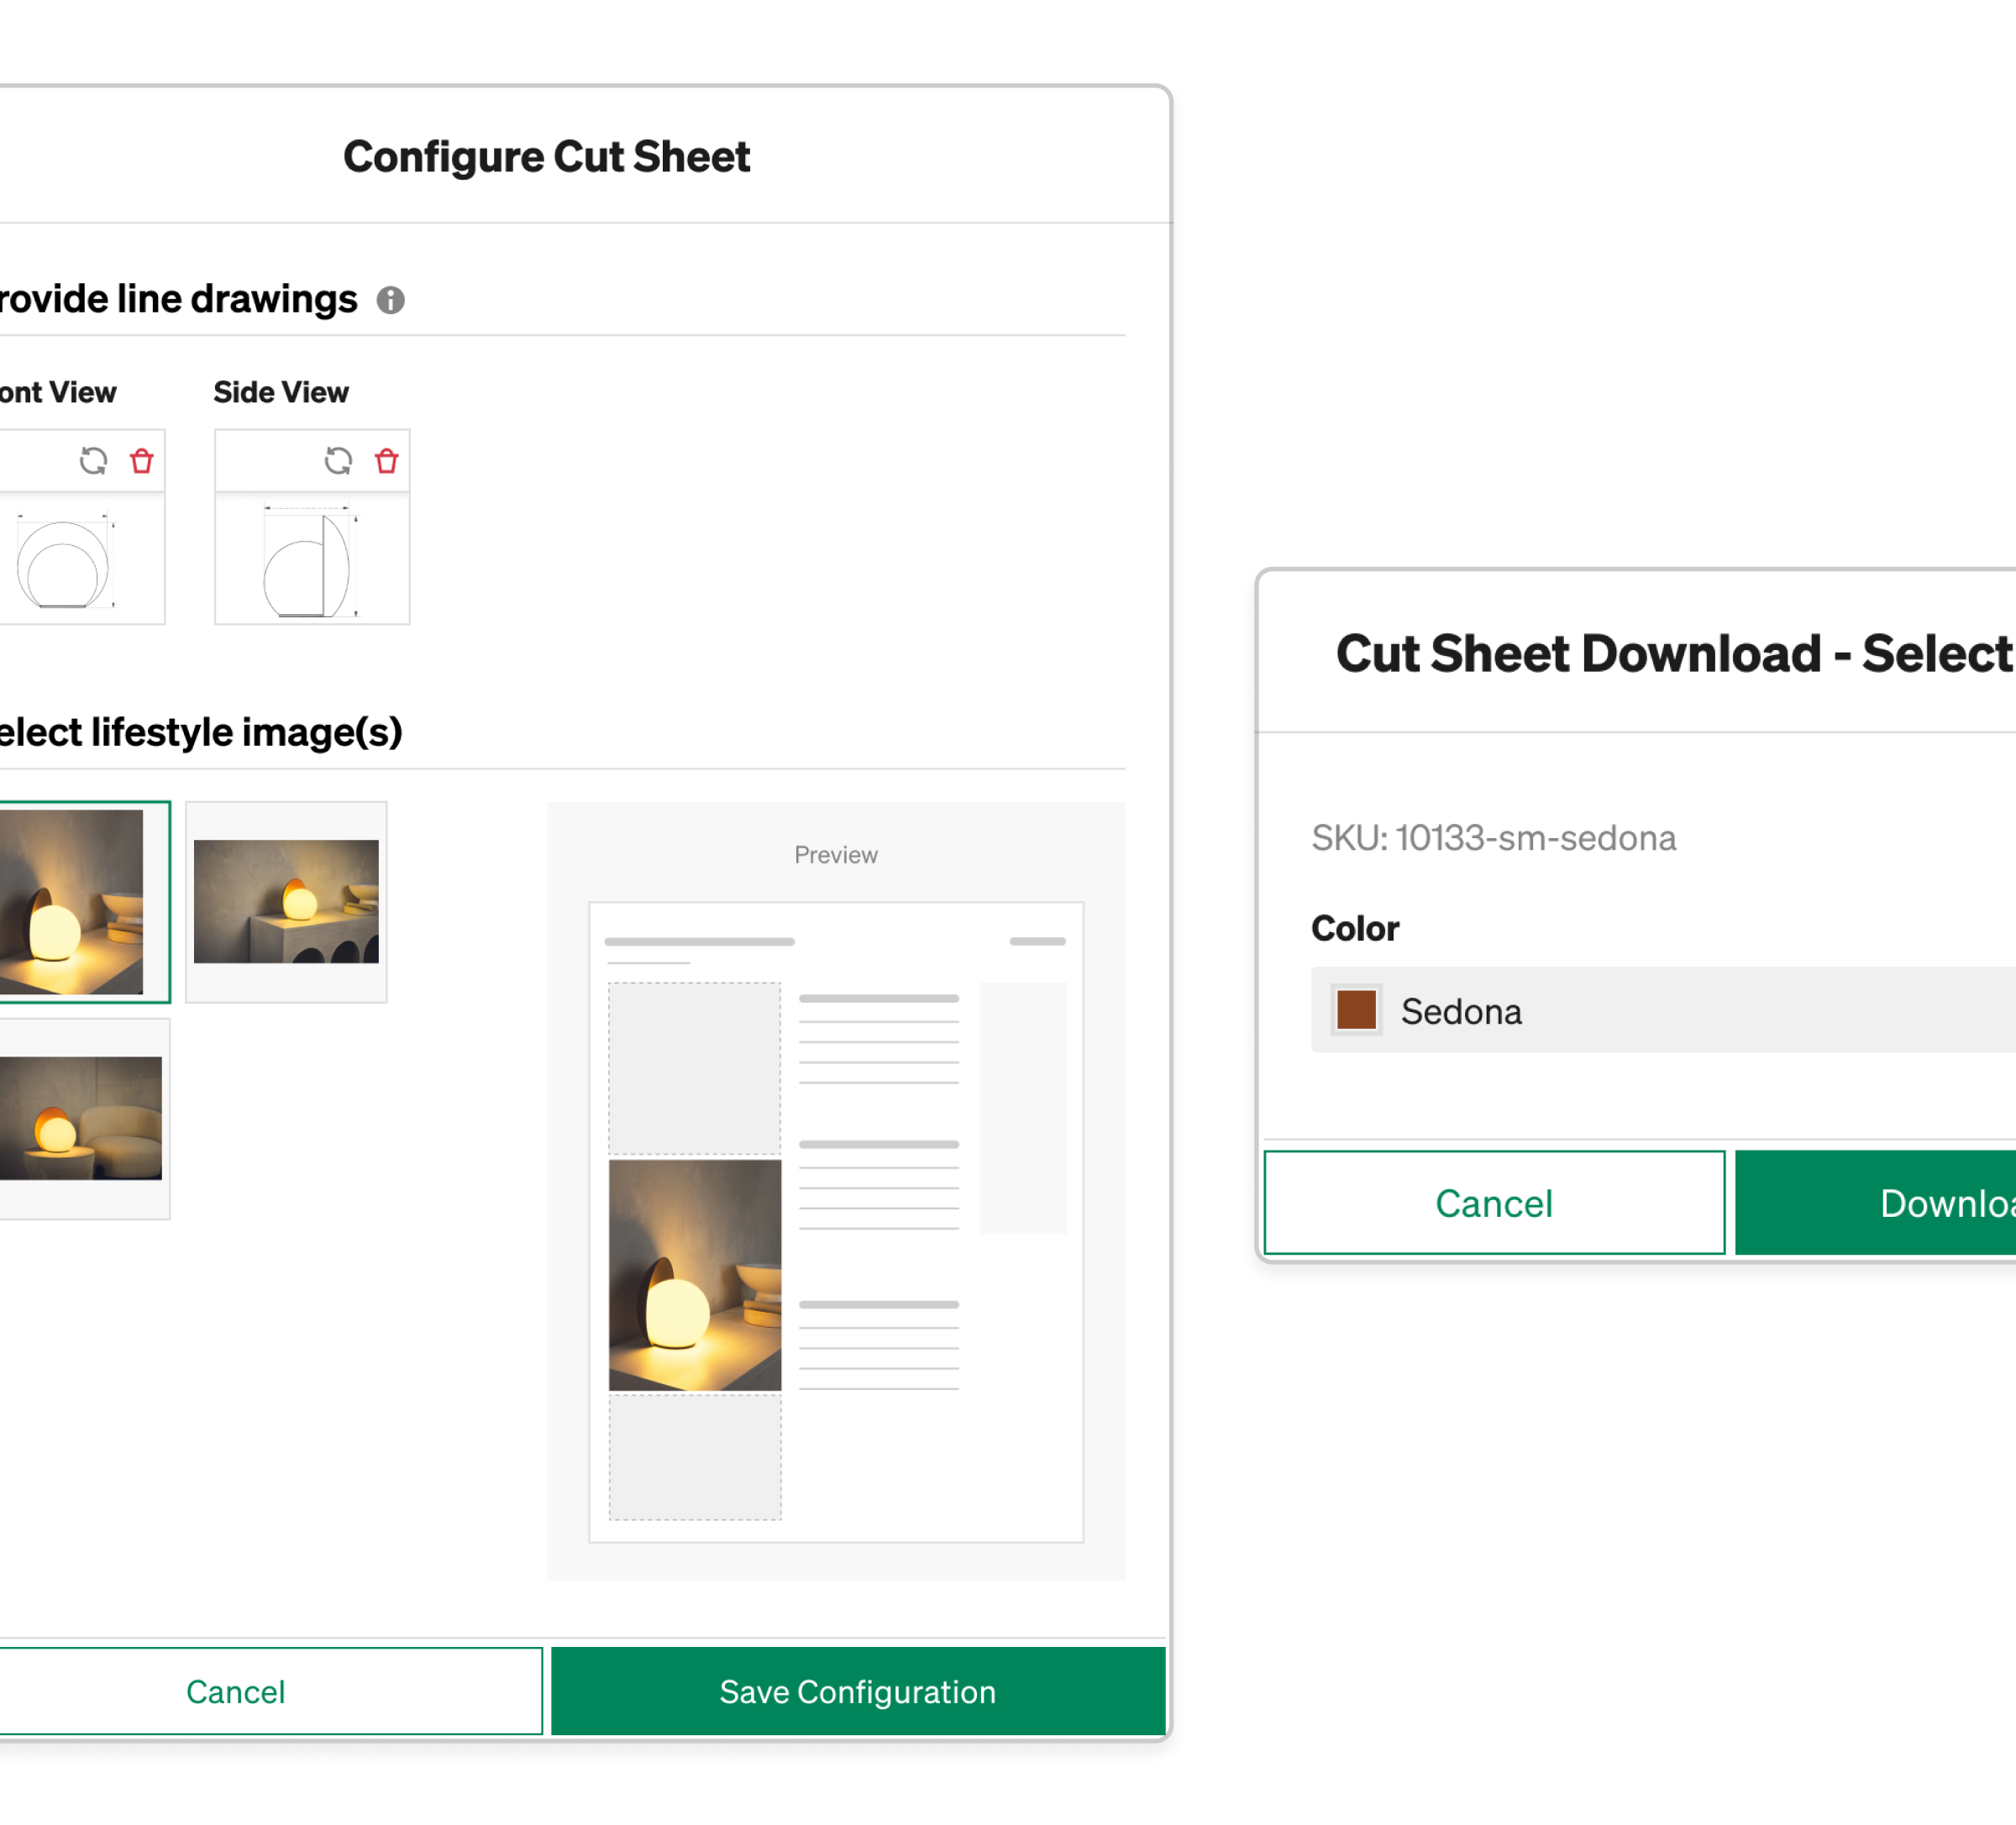 Configure Cut Sheet
rovide line drawings
ont View
Side View
elect lifestyle image(s)
Preview
Cancel
Save Configuration
Cut Sheet Download - Select
SKU: 10133-sm-sedona
Color
Sedona
Cancel
Downloa